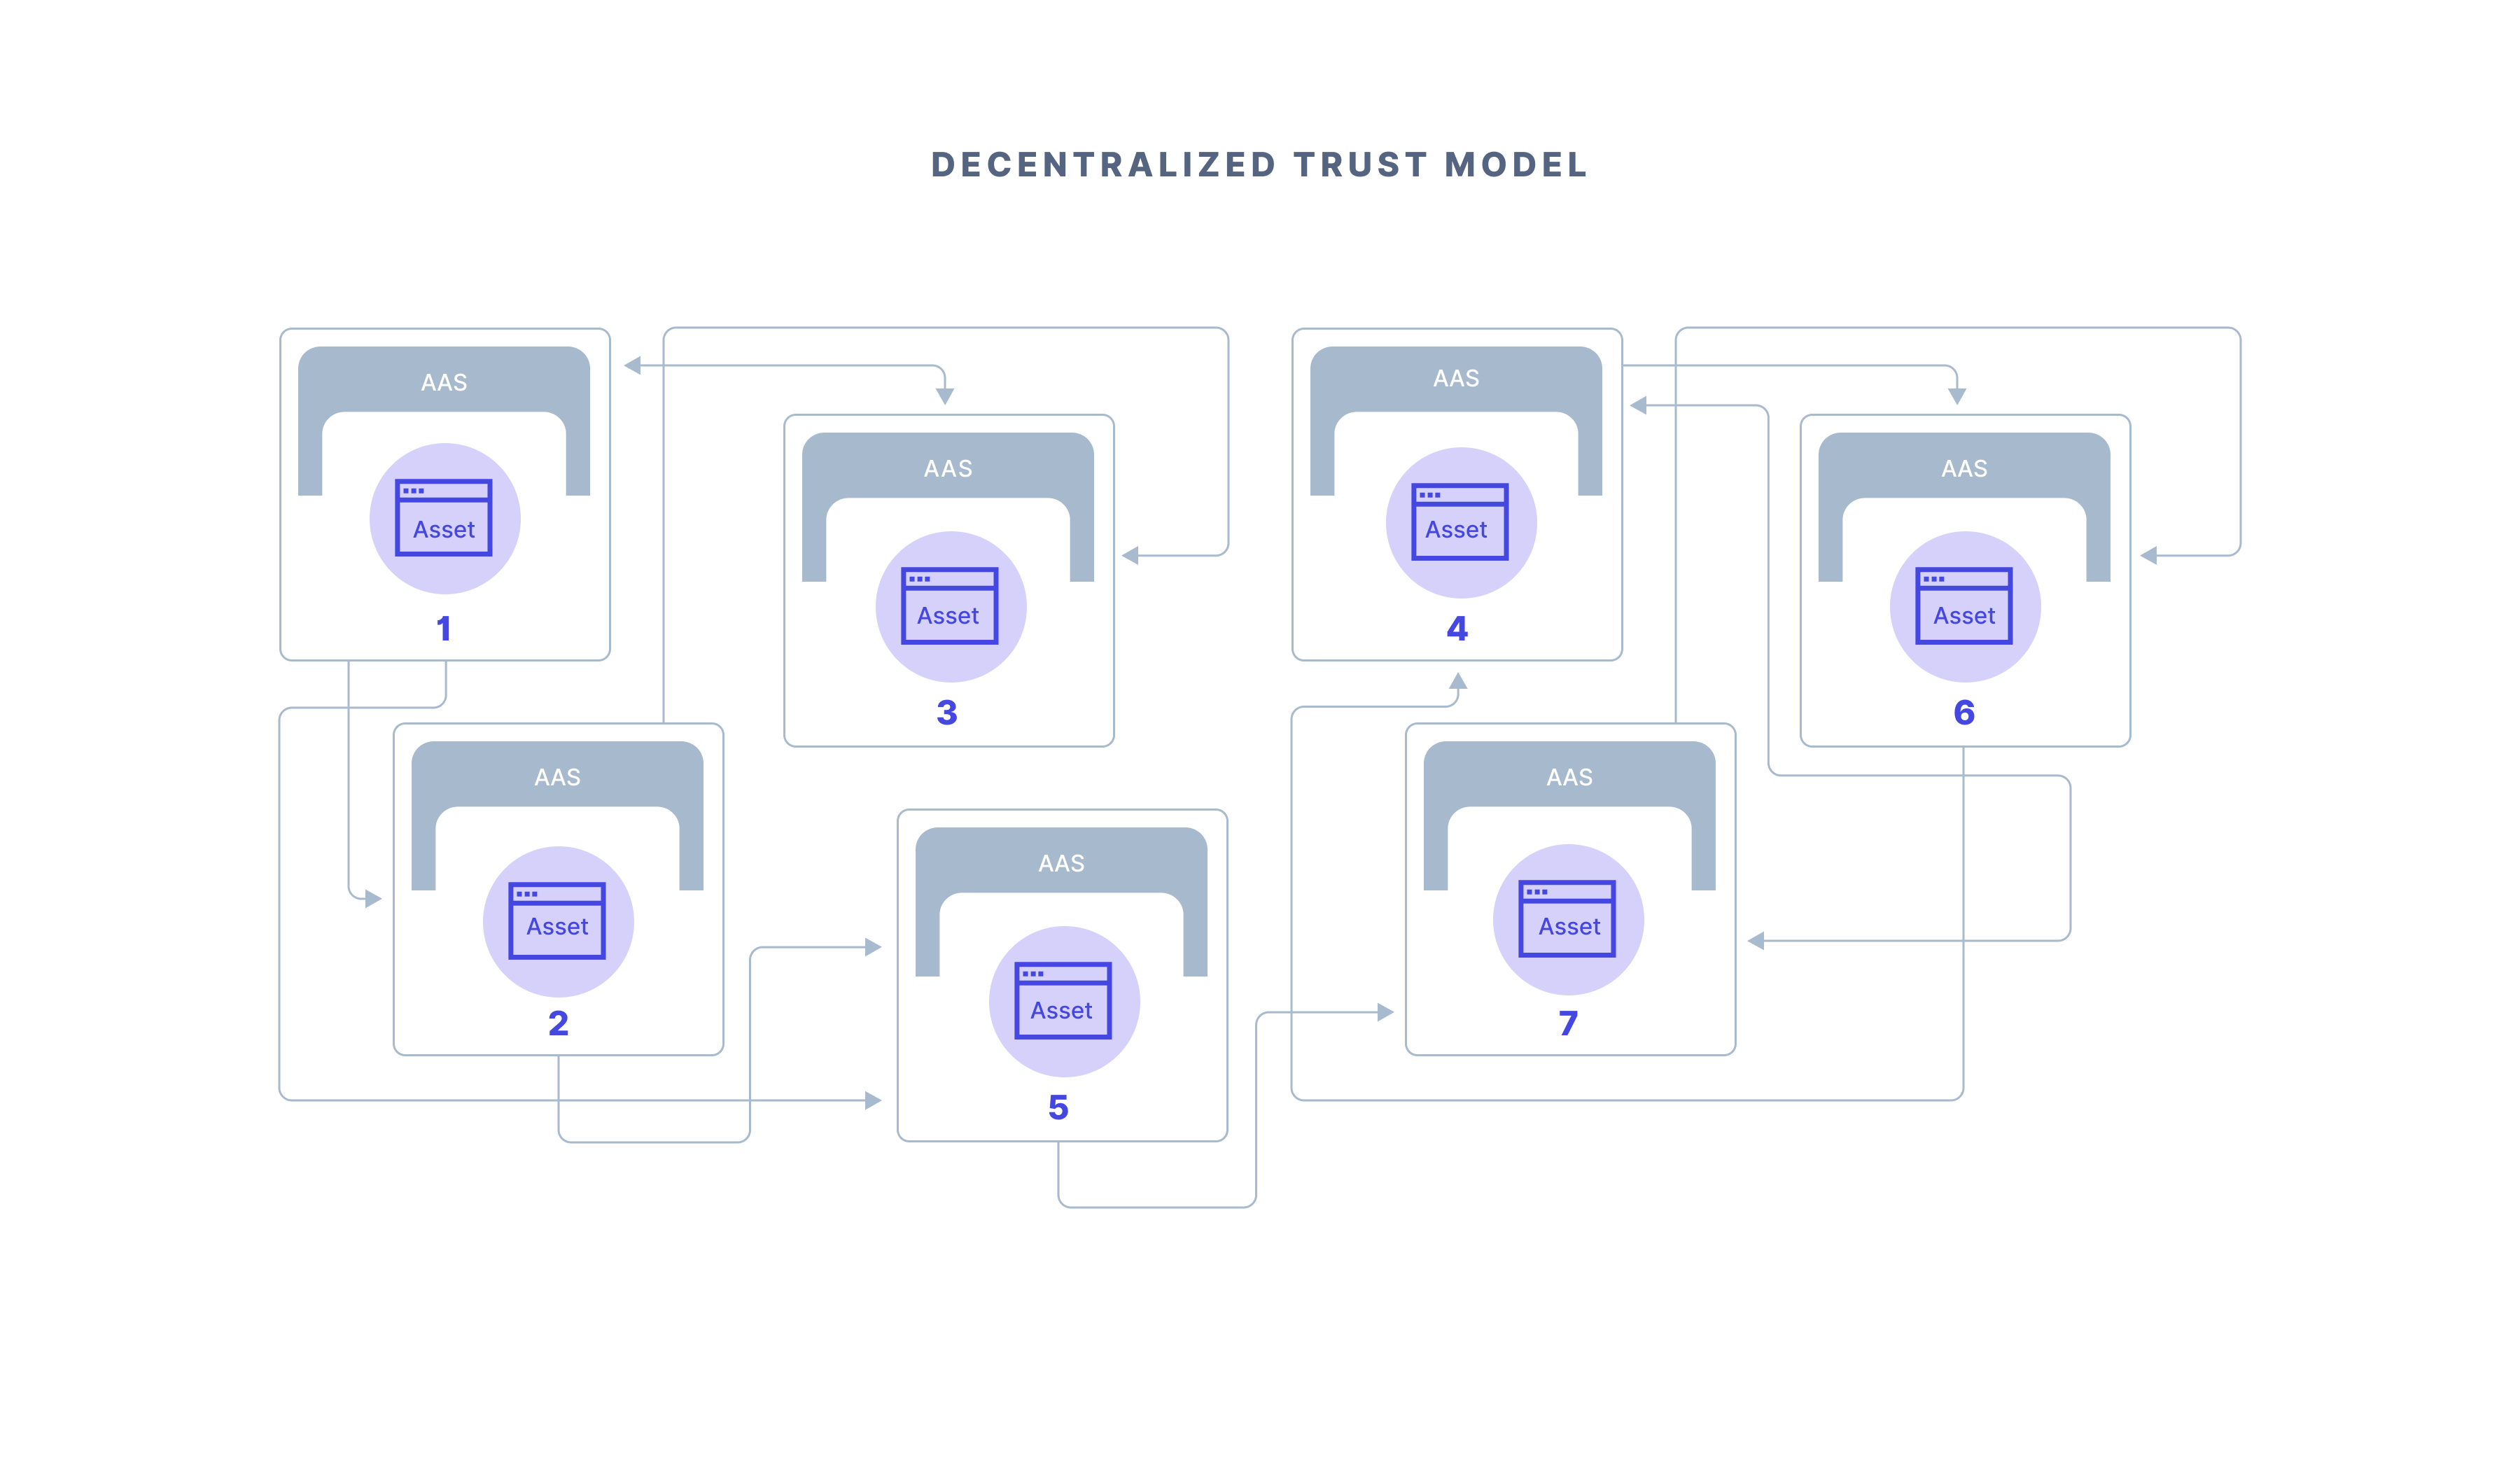 DECENTRALIZED TRUST MODEL
AAS
Asset
1
AAS
Asset
2
AAS
Asset
3
AAS
Asset
4
AAS
Asset
5
AAS
Asset
6
AAS
Asset
7